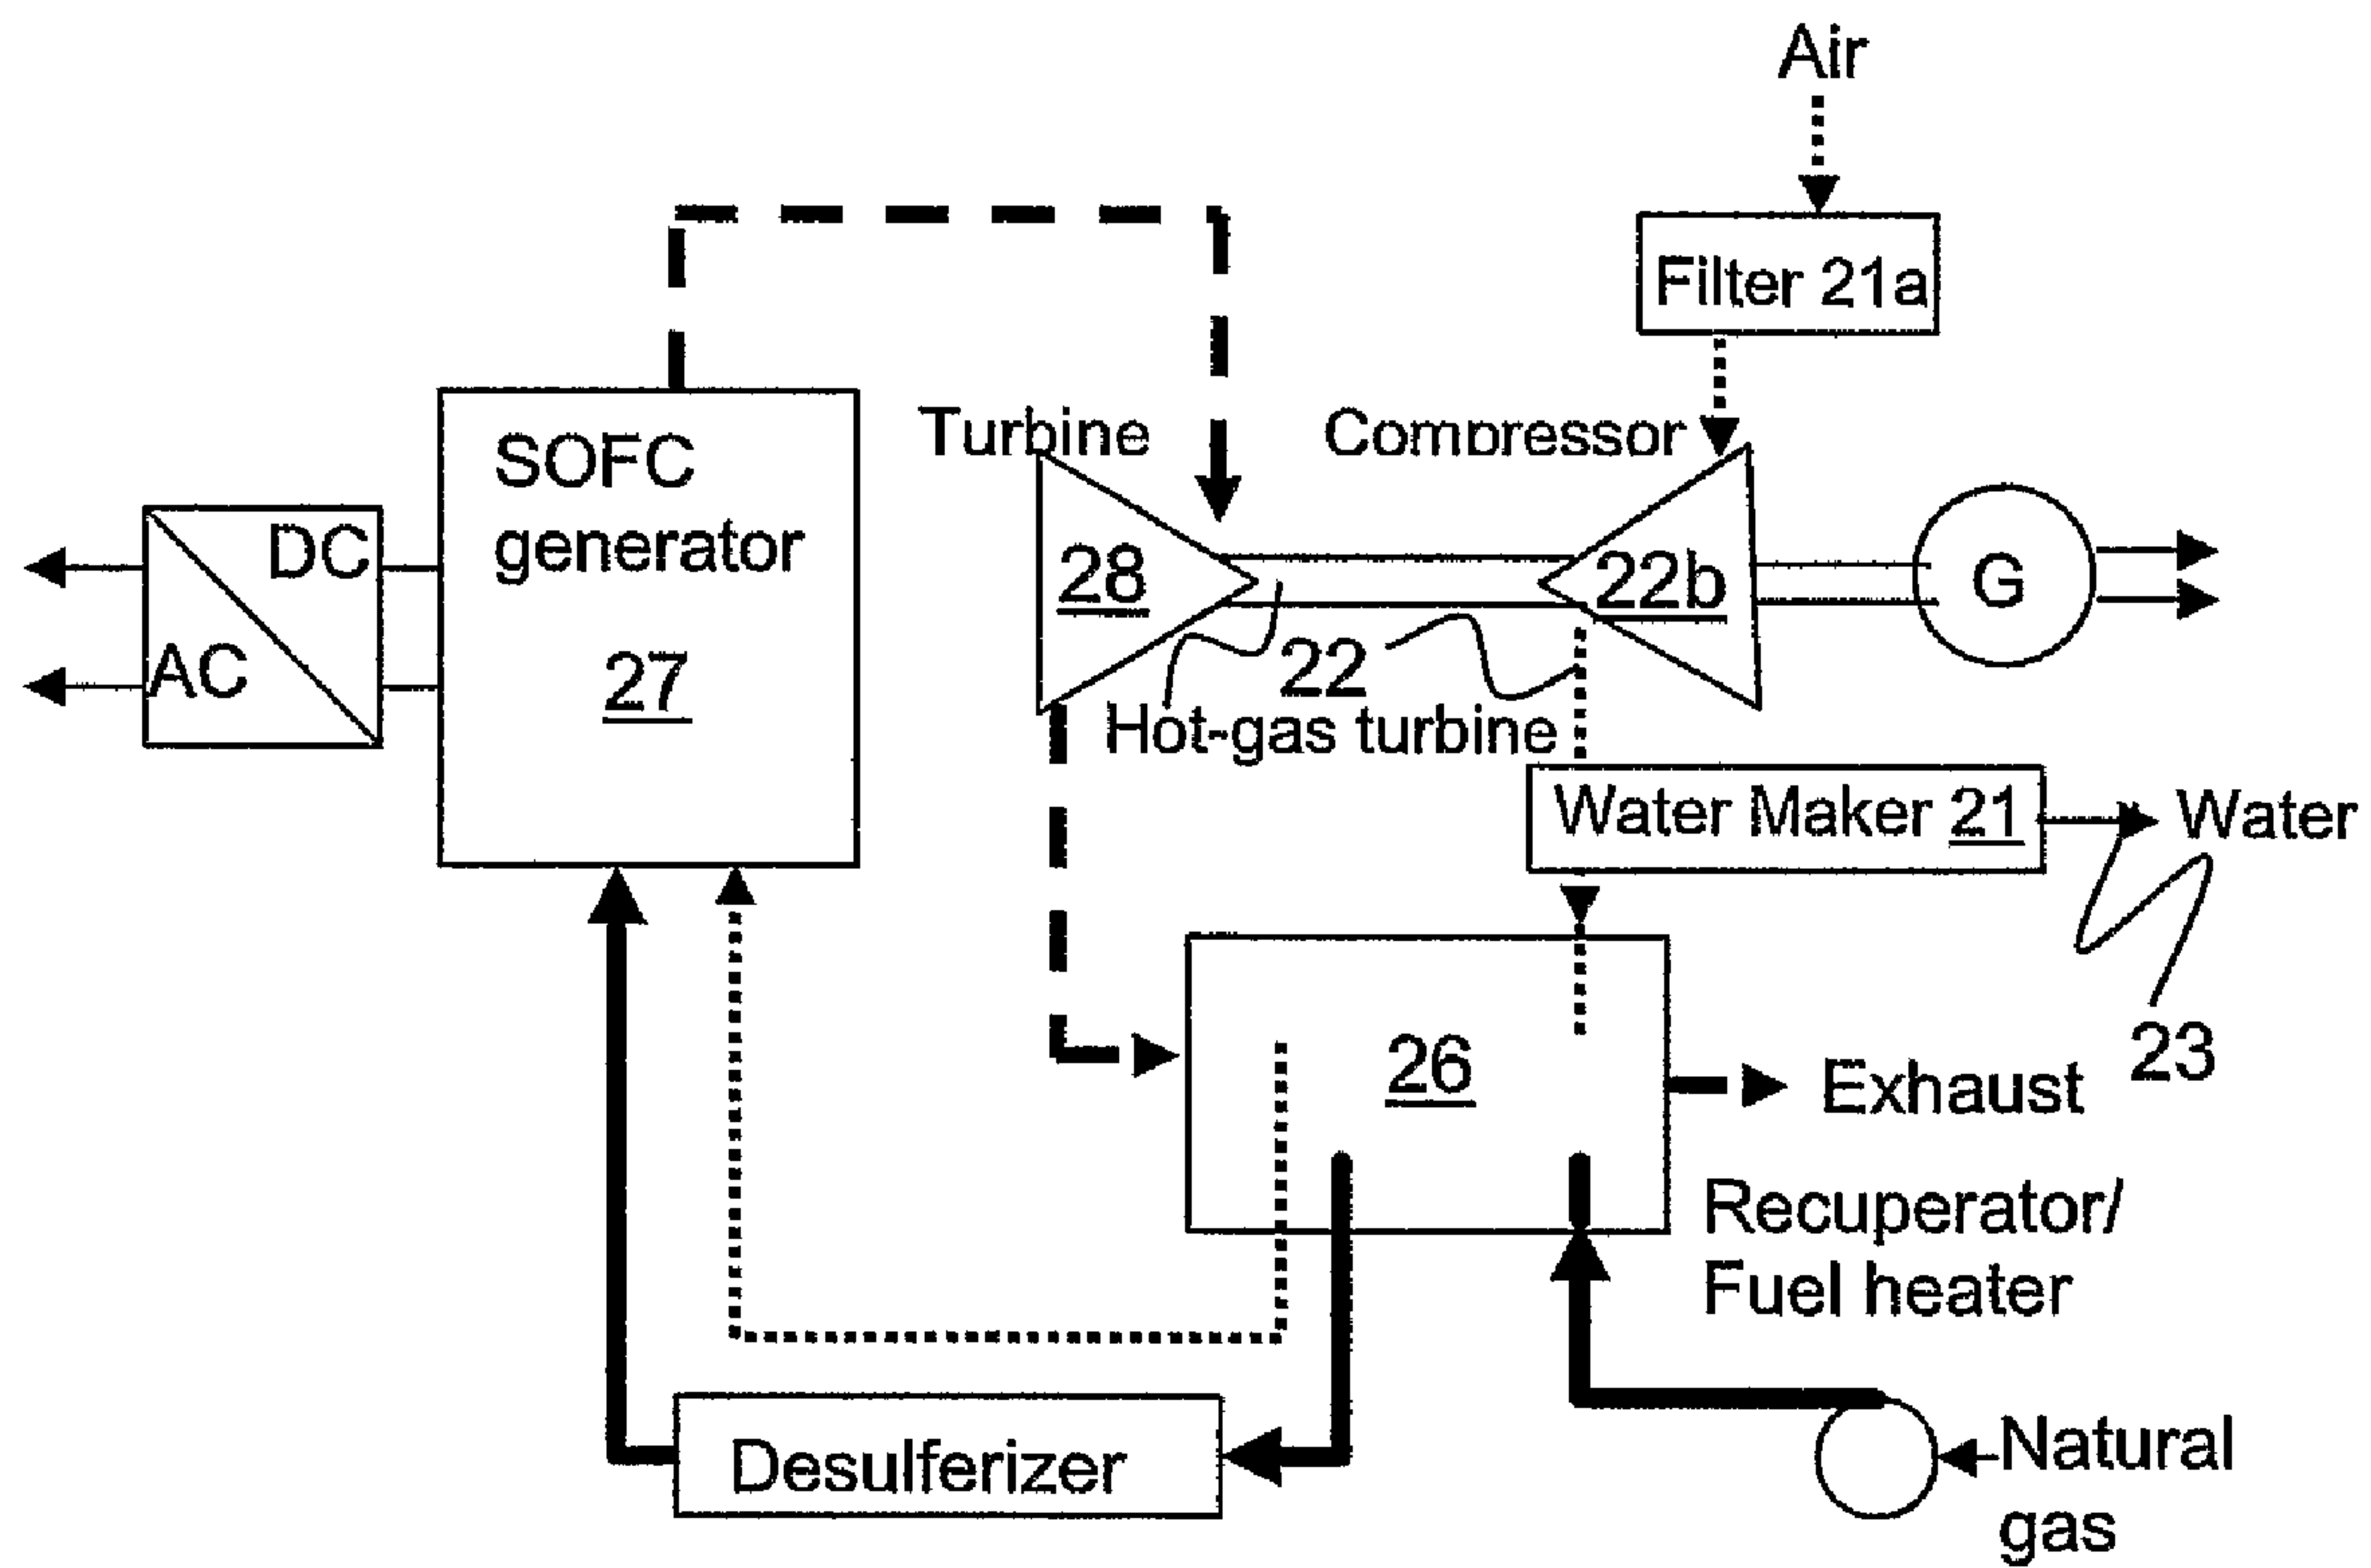 Air
Filter 21a
Turbine
Compressor
SOFC
generator
27
DC
AC
28
22b
G
22
Hot-gas turbine
Water Maker 21
Water
23
26
Exhaust
Recuperator/
Fuel heater
Desulferizer
Natural
gas